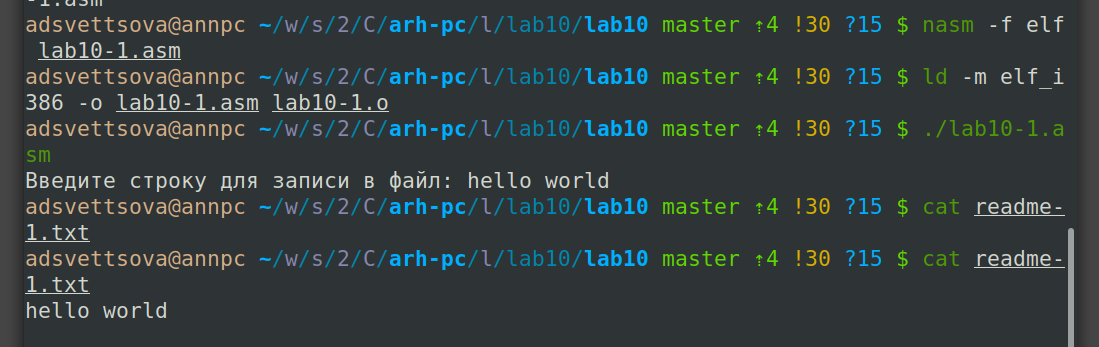 -1.asm
adsvettsova@annpc ~/w/s/2/C/arh-pc/l/lab10/lab10 master ⇡4 !30 ?15 $ nasm -f elf
lab10-1.asm
adsvettsova@annpc ~/w/s/2/C/arh-pc/l/lab10/lab10 master ⇡4 !30 ?15 $ ld -m elf_i
386 -o lab10-1.asm lab10-1.o
adsvettsova@annpc ~/w/s/2/C/arh-pc/l/lab10/lab10 master ⇡4 !30 ?15 $ ./lab10-1.a
sm
Введите строку для записи в файл: hello world
adsvettsova@annpc ~/w/s/2/C/arh-pc/l/lab10/lab10 master ⇡4 !30 ?15 $ cat readme-
1.txt
adsvettsova@annpc ~/w/s/2/C/arh-pc/l/lab10/lab10 master ⇡4 !30 ?15 $ cat readme-
1.txt
hello world